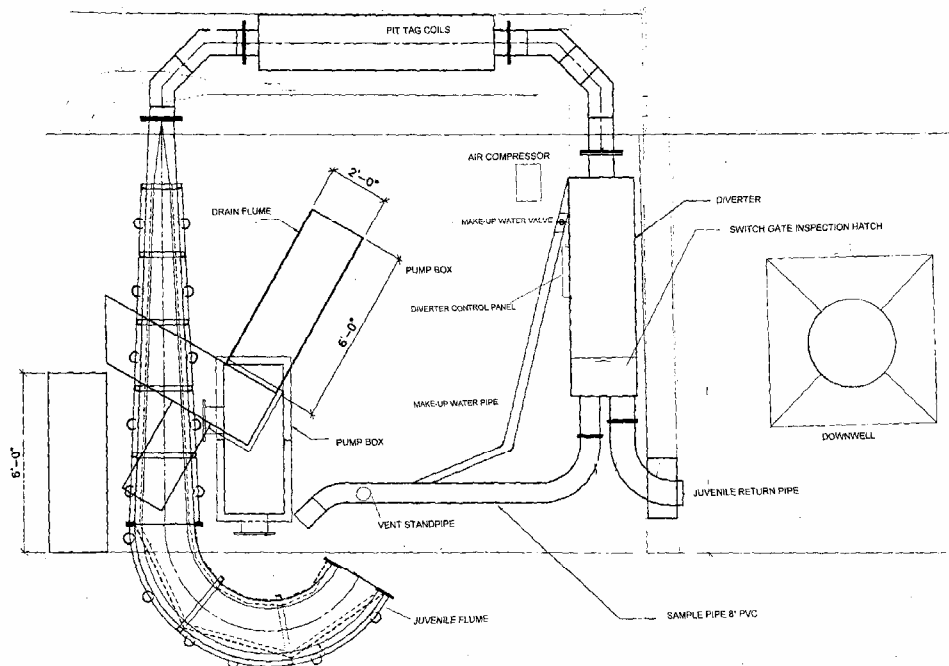 PIT TAG COILS
AIR COMPRESSOR
2'-0"
DRAIN FLUME
MAKE-UP WATER VALVE
DIVERTER
SWITCH GATE INSPECTION HATCH
PUMP BOX
DIVERTER CONTROL PANEL
6'-0"
MAKE-UP WATER PIPE
PUMP BOX
DOWNWELL
6'-0"
JUVENILE RETURN PIPE
VENT STANDPIPE
SAMPLE PIPE 8" PVC
JUVENILE FLUME